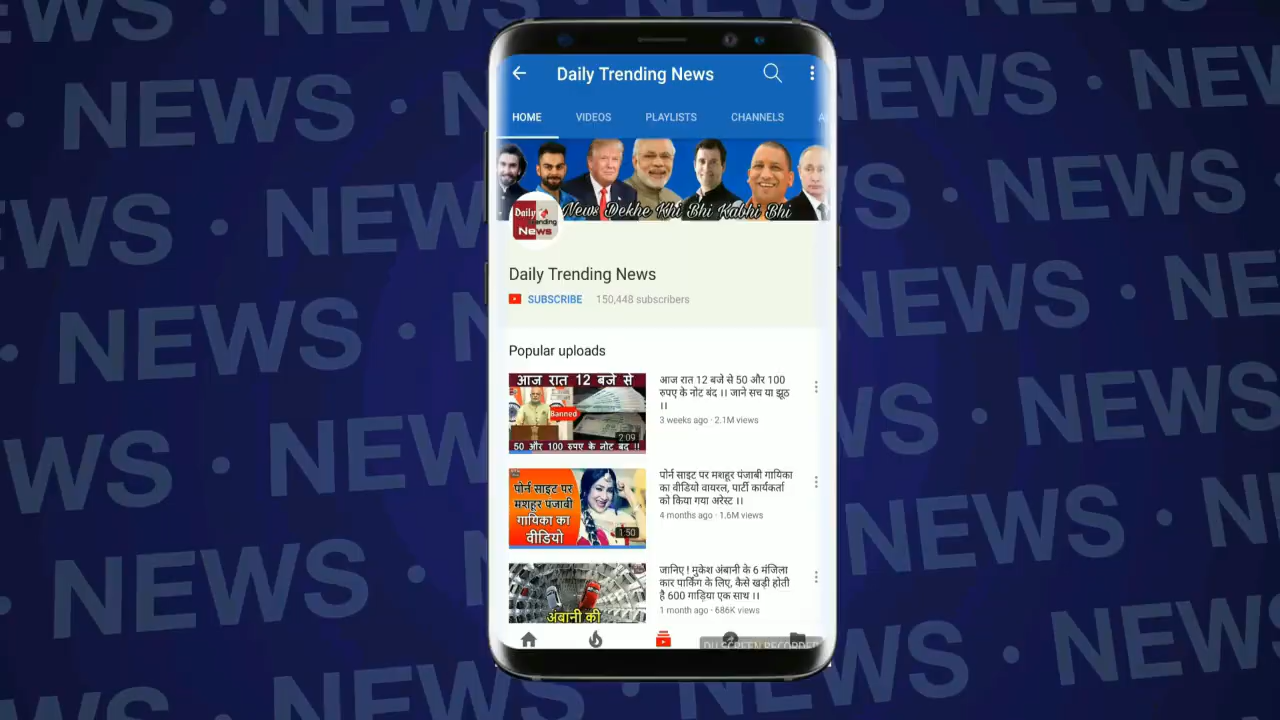 NEWS
Daily Trending News
HOME VIDEOS PLAYLISTS CHANNELS A
News Dekhe Khi Bhi Kabhi Bhi
Daily
Trending
News
Daily Trending News
SUBSCRIBE 150,448 subscribers
Popular uploads
आज रात 12 बजे से
Banned
2:09
50 और 100 रुपए के नोट बंद !!
आज रात 12 बजे से 50 और 100
रुपए के नोट बंद ।। जाने सच या झूठ
।।
3 weeks ago · 2.1M views
पोर्न साइट पर
मशहूर पंजाबी
गायिका का
वीडियो
1:50
पोर्न साइट पर मशहूर पंजाबी गायिका
का वीडियो वायरल, पार्टी कार्यकर्ता
को किया गया अरेस्ट ।।
4 months ago · 1.6M views
अंबानी की
जानिए ! मुकेश अंबानी के 6 मंजिला
कार पार्किंग के लिए, कैसे खड़ी होती
है 600 गाड़िया एक साथ ।।
1 month ago · 686K views
DU SCREEN RECORDER